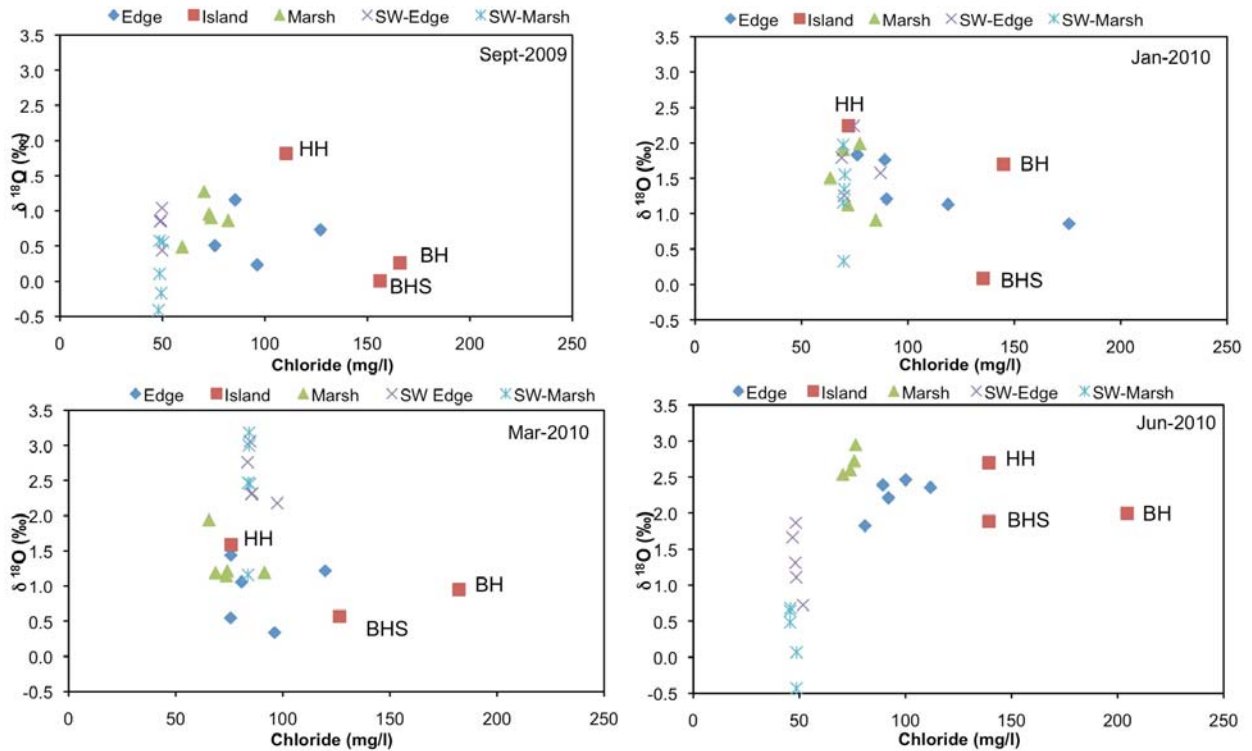 Edge Island Marsh SW-Edge SW-Marsh
Sept-2009
3.5
3.0
2.5
2.0
1.5
1.0
0.5
0.0
-0.5
δ 18O (‰)
HH
BH
BHS
0 50 100 150 200 250
Chloride (mg/l)
Edge Island Marsh SW-Edge SW-Marsh
Jan-2010
3.5
3.0
2.5
2.0
1.5
1.0
0.5
0.0
-0.5
δ 18O (‰)
HH
BH
BHS
0 50 100 150 200 250
Chloride (mg/l)
Edge Island Marsh SW Edge SW-Marsh
Mar-2010
3.5
3.0
2.5
2.0
1.5
1.0
0.5
0.0
-0.5
δ 18O (‰)
HH
BH
BHS
0 50 100 150 200 250
Chloride (mg/l)
Edge Island Marsh SW-Edge SW-Marsh
Jun-2010
3.5
3.0
2.5
2.0
1.5
1.0
0.5
0.0
-0.5
δ 18O (‰)
HH
BHS
BH
0 50 100 150 200 250
Chloride (mg/l)